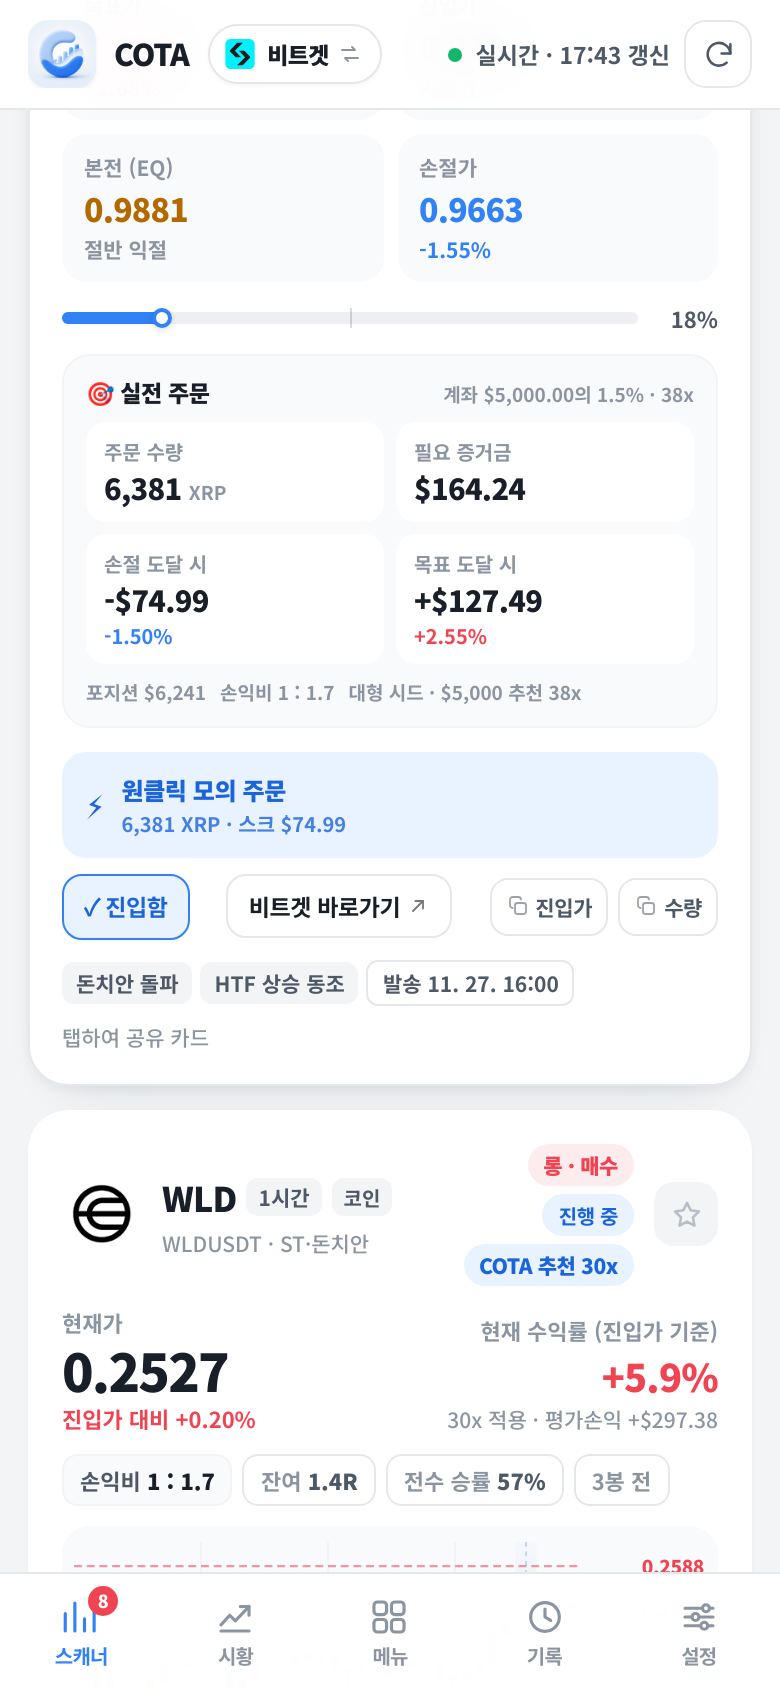 COTA
비트겟
실시간 · 17:43 갱신
본전 (EQ)
0.9881
절반 익절
손절가
0.9663
-1.55%
18%
실전 주문
계좌 $5,000.00의 1.5% · 38x
주문 수량
6,381 XRP
필요 증거금
$164.24
손절 도달 시
-$74.99
-1.50%
목표 도달 시
+$127.49
+2.55%
포지션 $6,241 손익비 1 : 1.7 대형 시드 · $5,000 추천 38x
원클릭 모의 주문
6,381 XRP · 스크 $74.99
✓ 진입함
비트겟 바로가기 ↗
진입가
수량
돈치안 돌파
HTF 상승 동조
발송 11. 27. 16:00
탭하여 공유 카드
롱 · 매수
WLD 1시간 코인
진행 중
WLDUSDT · ST·돈치안
COTA 추천 30x
현재가
0.2527
진입가 대비 +0.20%
현재 수익률 (진입가 기준)
+5.9%
30x 적용 · 평가손익 +$297.38
손익비 1 : 1.7
잔여 1.4R
전수 승률 57%
3봉 전
0.2588
8
스캐너
시황
메뉴
기록
설정